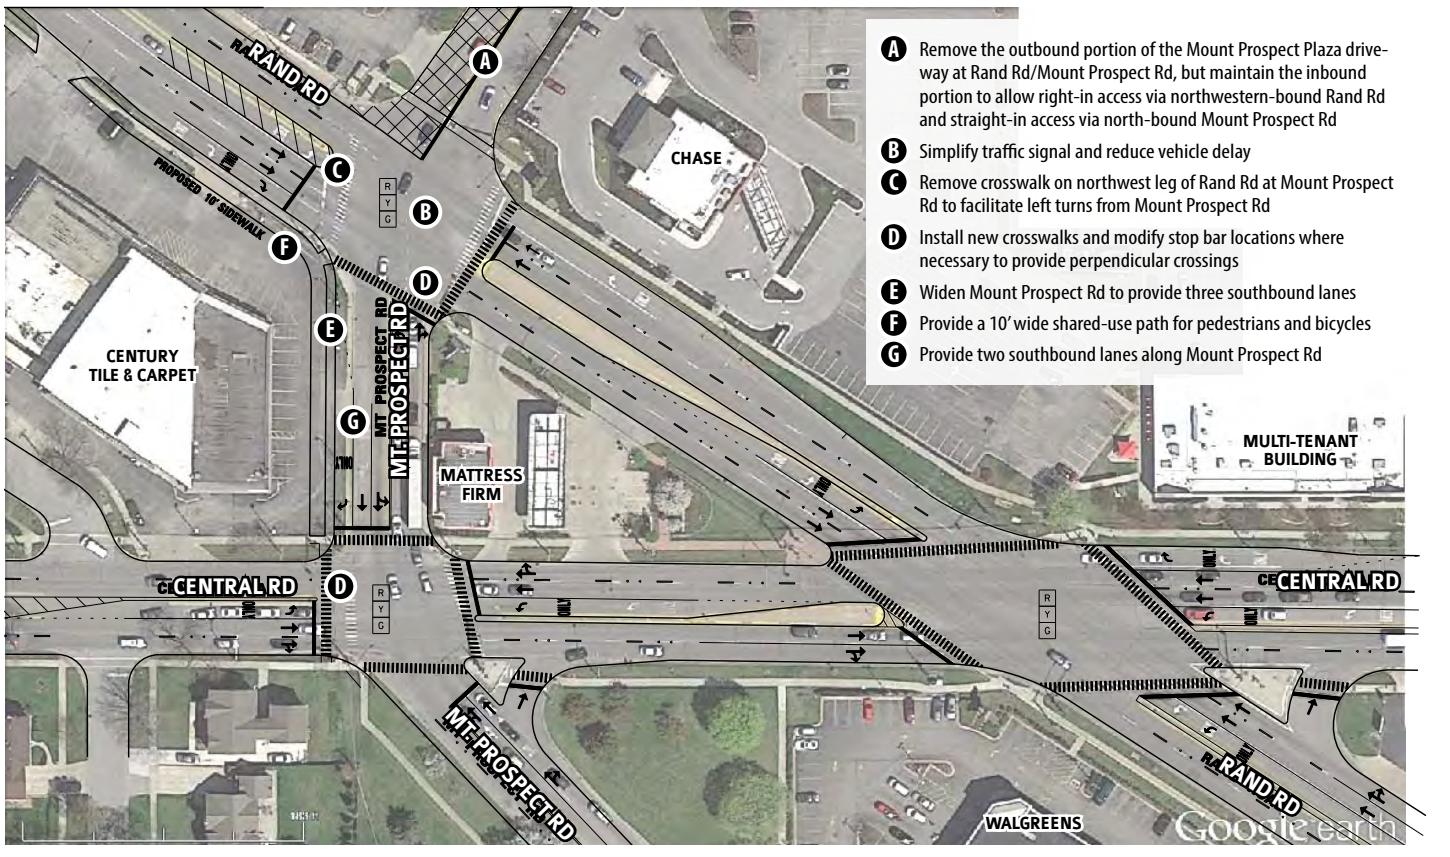 A Remove the outbound portion of the Mount Prospect Plaza drive-
way at Rand Rd/Mount Prospect Rd, but maintain the inbound
portion to allow right-in access via northwestern-bound Rand Rd
and straight-in access via north-bound Mount Prospect Rd
B Simplify traffic signal and reduce vehicle delay
C Remove crosswalk on northwest leg of Rand Rd at Mount Prospect
Rd to facilitate left turns from Mount Prospect Rd
D Install new crosswalks and modify stop bar locations where
necessary to provide perpendicular crossings
E Widen Mount Prospect Rd to provide three southbound lanes
F Provide a 10' wide shared-use path for pedestrians and bicycles
G Provide two southbound lanes along Mount Prospect Rd
RAND RD
A
CHASE
C
ONLY
PROPOSED 10' SIDEWALK
R
Y
G
B
F
D
E
MT PROSPECT RD
MT. PROSPECT RD
CENTURY
TILE & CARPET
G
ONLY
MATTRESS
FIRM
ONLY
MULTI-TENANT
BUILDING
CENTRAL RD
ONLY
D
R
Y
G
ONLY
R
Y
G
ONLY
CENTRAL RD
ONLY
MT. PROSPECT RD
ONLY
RAND RD
WALGREENS
Google earth